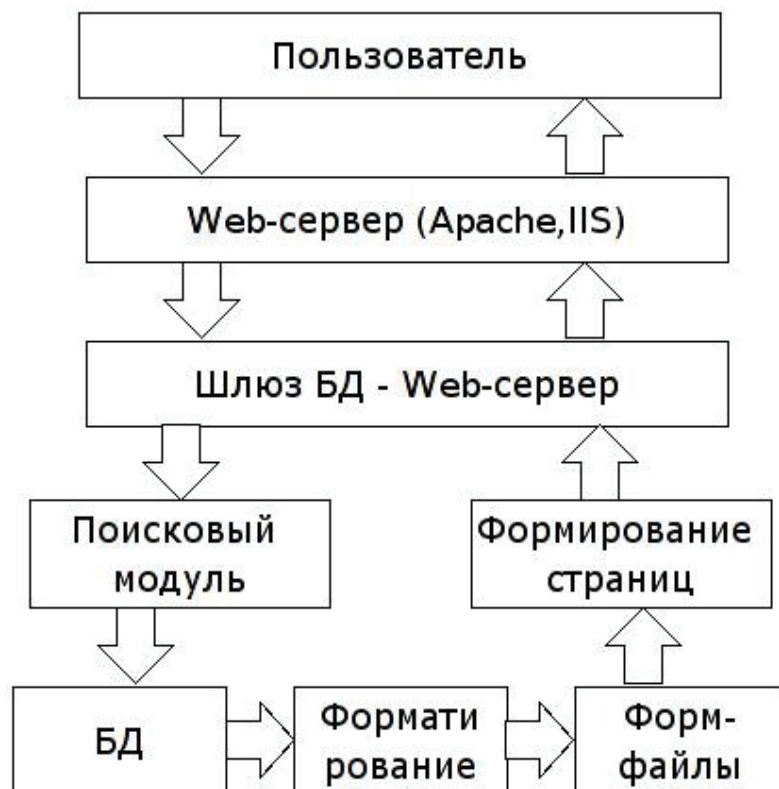 Пользователь
Web-сервер (Apache,IIS)
Шлюз БД - Web-сервер
Поисковый
модуль
Формирование
страниц
БД
Формати
рование
Форм-
файлы